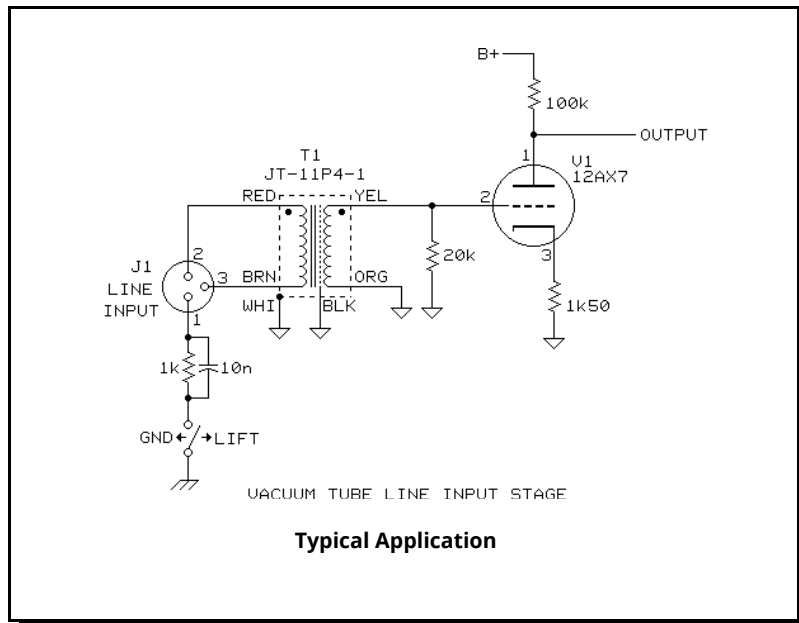 B+
100k
OUTPUT
1
V1
12AX7
T1
JT-11P4-1
RED
YEL
2
20k
3
J1
LINE
INPUT
2
3
BRN
ORG
WHI
BLK
1
1k50
1k
10n
GND
LIFT
VACUUM TUBE LINE INPUT STAGE
Typical Application